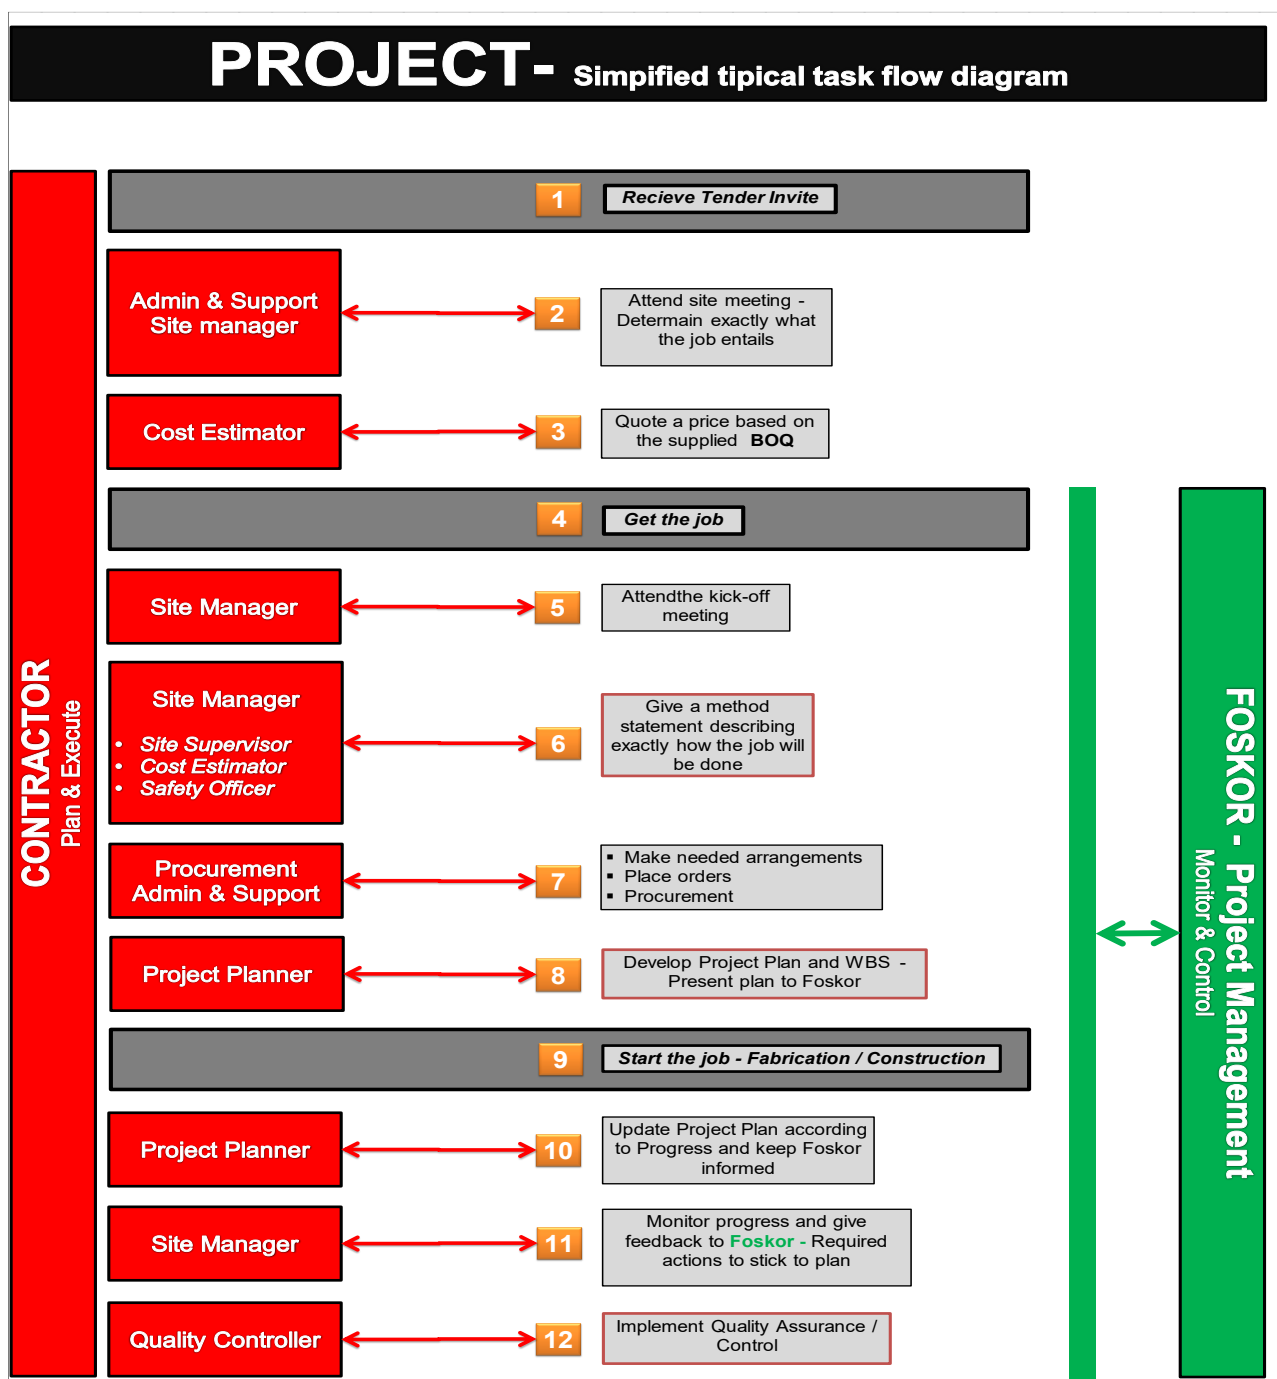 PROJECT- Simpified tipical task flow diagram
1 Recieve Tender Invite
Admin & Support
Site manager
2
Attend site meeting -
Determain exactly what
the job entails
Cost Estimator
3
Quote a price based on
the supplied BOQ
4 Get the job
Site Manager
5
Attendthe kick-off
meeting
Site Manager
• Site Supervisor
• Cost Estimator
• Safety Officer
6
Give a method
statement describing
exactly how the job will
be done
Procurement
Admin & Support
7
▪ Make needed arrangements
▪ Place orders
▪ Procurement
Project Planner
8
Develop Project Plan and WBS -
Present plan to Foskor
9 Start the job - Fabrication / Construction
Project Planner
10
Update Project Plan according
to Progress and keep Foskor
informed
Site Manager
11
Monitor progress and give
feedback to Foskor - Required
actions to stick to plan
Quality Controller
12
Implement Quality Assurance /
Control
CONTRACTOR
Plan & Execute
FOSKOR - Project Management
Monitor & Control